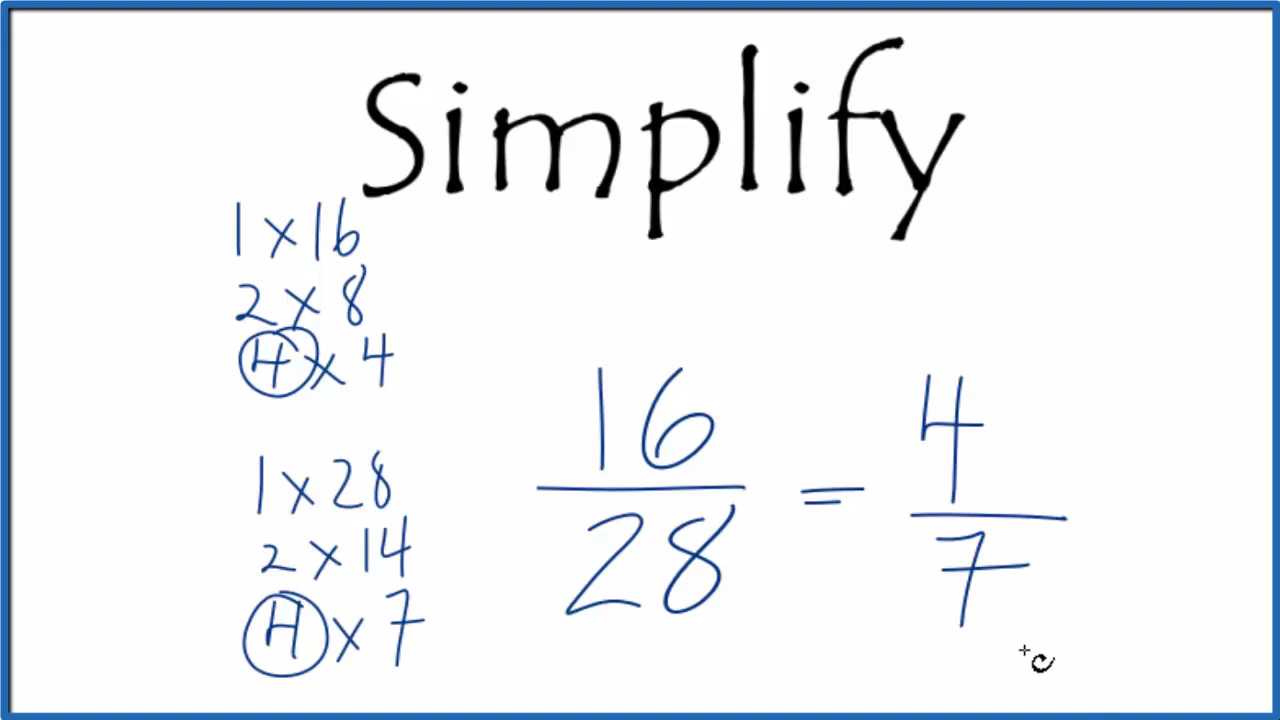 Simplify
1 x 16
2 x 8
4 x 4
1 x 28
2 x 14
4 x 7
16
28
=
4
7